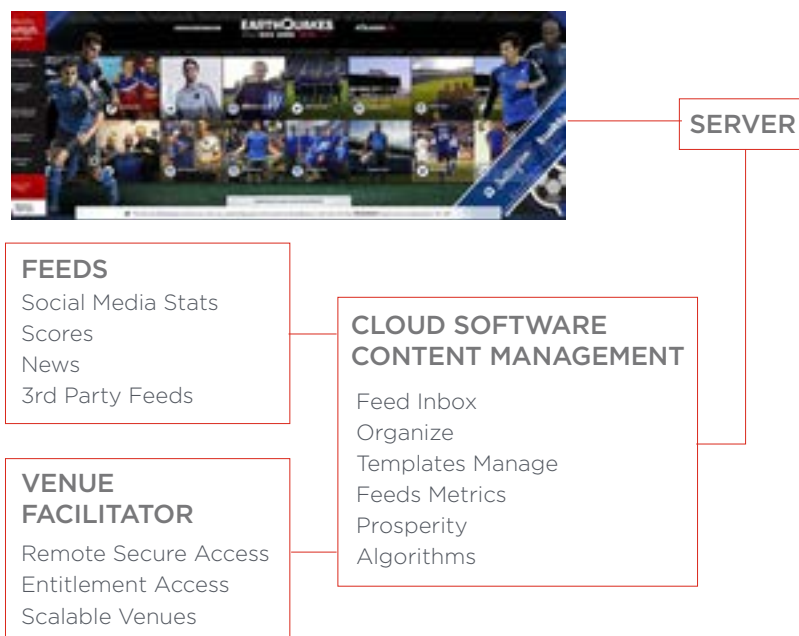 EARTHQUAKES
SERVER
FEEDS
Social Media Stats
Scores
News
3rd Party Feeds
CLOUD SOFTWARE
CONTENT MANAGEMENT
Feed Inbox
Organize
Templates Manage
Feeds Metrics
Prosperity
Algorithms
VENUE
FACILITATOR
Remote Secure Access
Entitlement Access
Scalable Venues